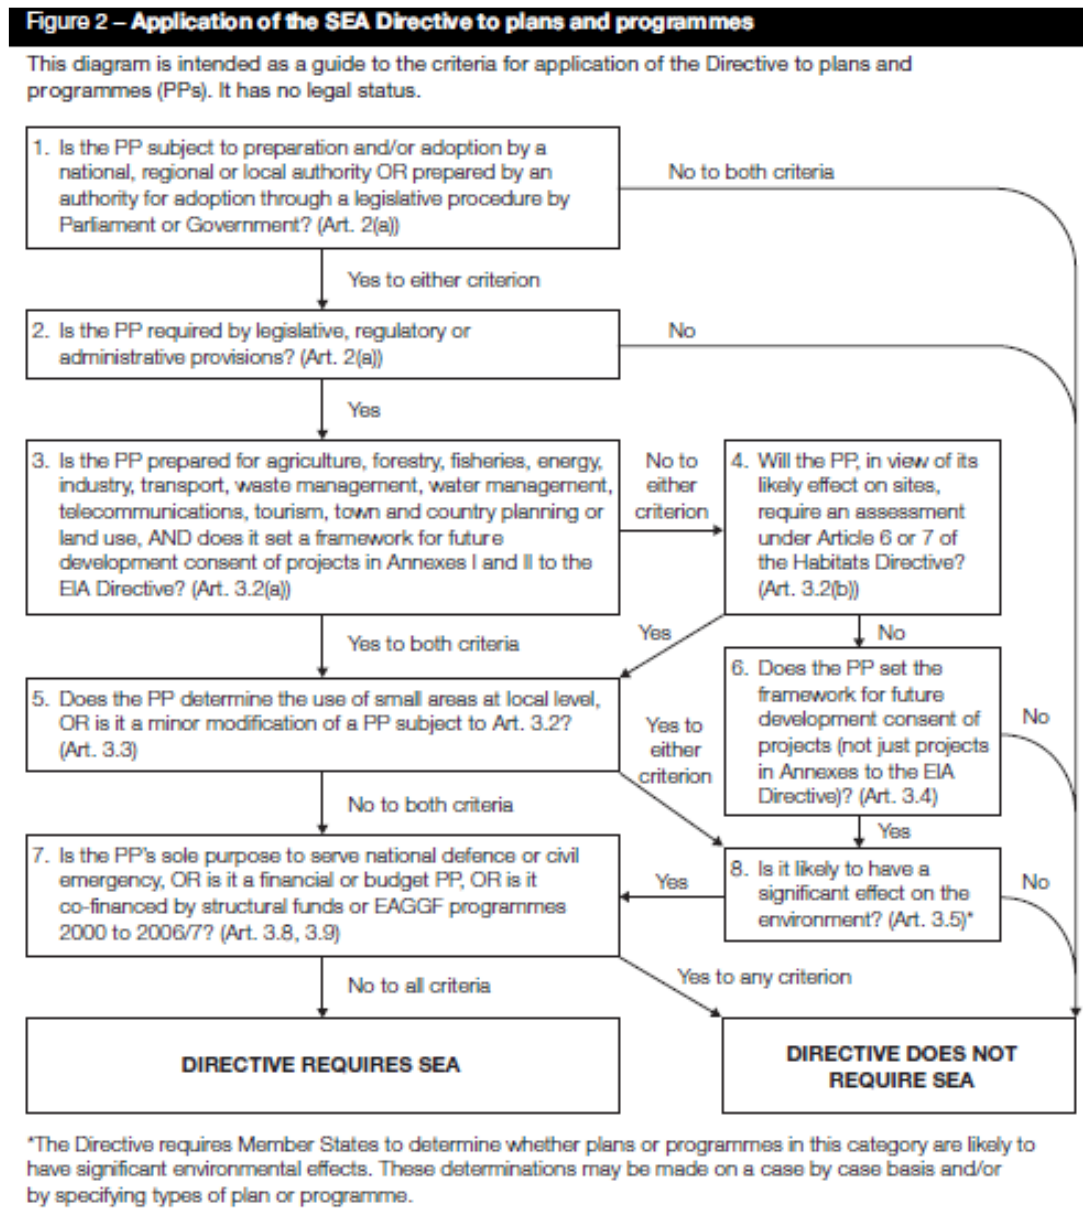 Figure 2 – Application of the SEA Directive to plans and programmes
This diagram is intended as a guide to the criteria for application of the Directive to plans and
programmes (PPs). It has no legal status.
1. Is the PP subject to preparation and/or adoption by a
national, regional or local authority OR prepared by an
authority for adoption through a legislative procedure by
Parliament or Government? (Art. 2(a))
No to both criteria
Yes to either criterion
2. Is the PP required by legislative, regulatory or
administrative provisions? (Art. 2(a))
No
Yes
3. Is the PP prepared for agriculture, forestry, fisheries, energy,
industry, transport, waste management, water management,
telecommunications, tourism, town and country planning or
land use, AND does it set a framework for future
development consent of projects in Annexes I and II to the
EIA Directive? (Art. 3.2(a))
No to
either
criterion
4. Will the PP, in view of its
likely effect on sites,
require an assessment
under Article 6 or 7 of
the Habitats Directive?
(Art. 3.2(b))
Yes to both criteria
Yes
No
5. Does the PP determine the use of small areas at local level,
OR is it a minor modification of a PP subject to Art. 3.2?
(Art. 3.3)
Yes to
either
criterion
6. Does the PP set the
framework for future
development consent of
projects (not just projects
in Annexes to the EIA
Directive)? (Art. 3.4)
No
No to both criteria
Yes
7. Is the PP's sole purpose to serve national defence or civil
emergency, OR is it a financial or budget PP, OR is it
co-financed by structural funds or EAGGF programmes
2000 to 2006/7? (Art. 3.8, 3.9)
Yes
8. Is it likely to have a
significant effect on the
environment? (Art. 3.5)*
No
No to all criteria
Yes to any criterion
DIRECTIVE REQUIRES SEA
DIRECTIVE DOES NOT
REQUIRE SEA
*The Directive requires Member States to determine whether plans or programmes in this category are likely to
have significant environmental effects. These determinations may be made on a case by case basis and/or
by specifying types of plan or programme.